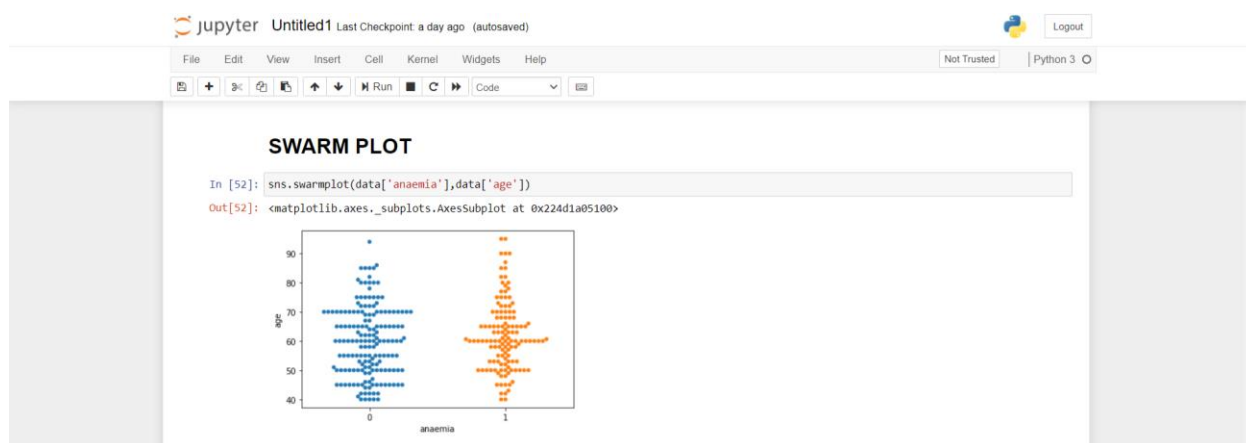 jupyter Untitled1 Last Checkpoint: a day ago (autosaved) Logout
File Edit View Insert Cell Kernel Widgets Help Not Trusted Python 3
Run Code
SWARM PLOT
In [52]: sns.swarmplot(data['anaemia'],data['age'])
Out[52]: <matplotlib.axes._subplots.AxesSubplot at 0x224d1a05100>
90
80
70
age
60
50
40
0 1
anaemia